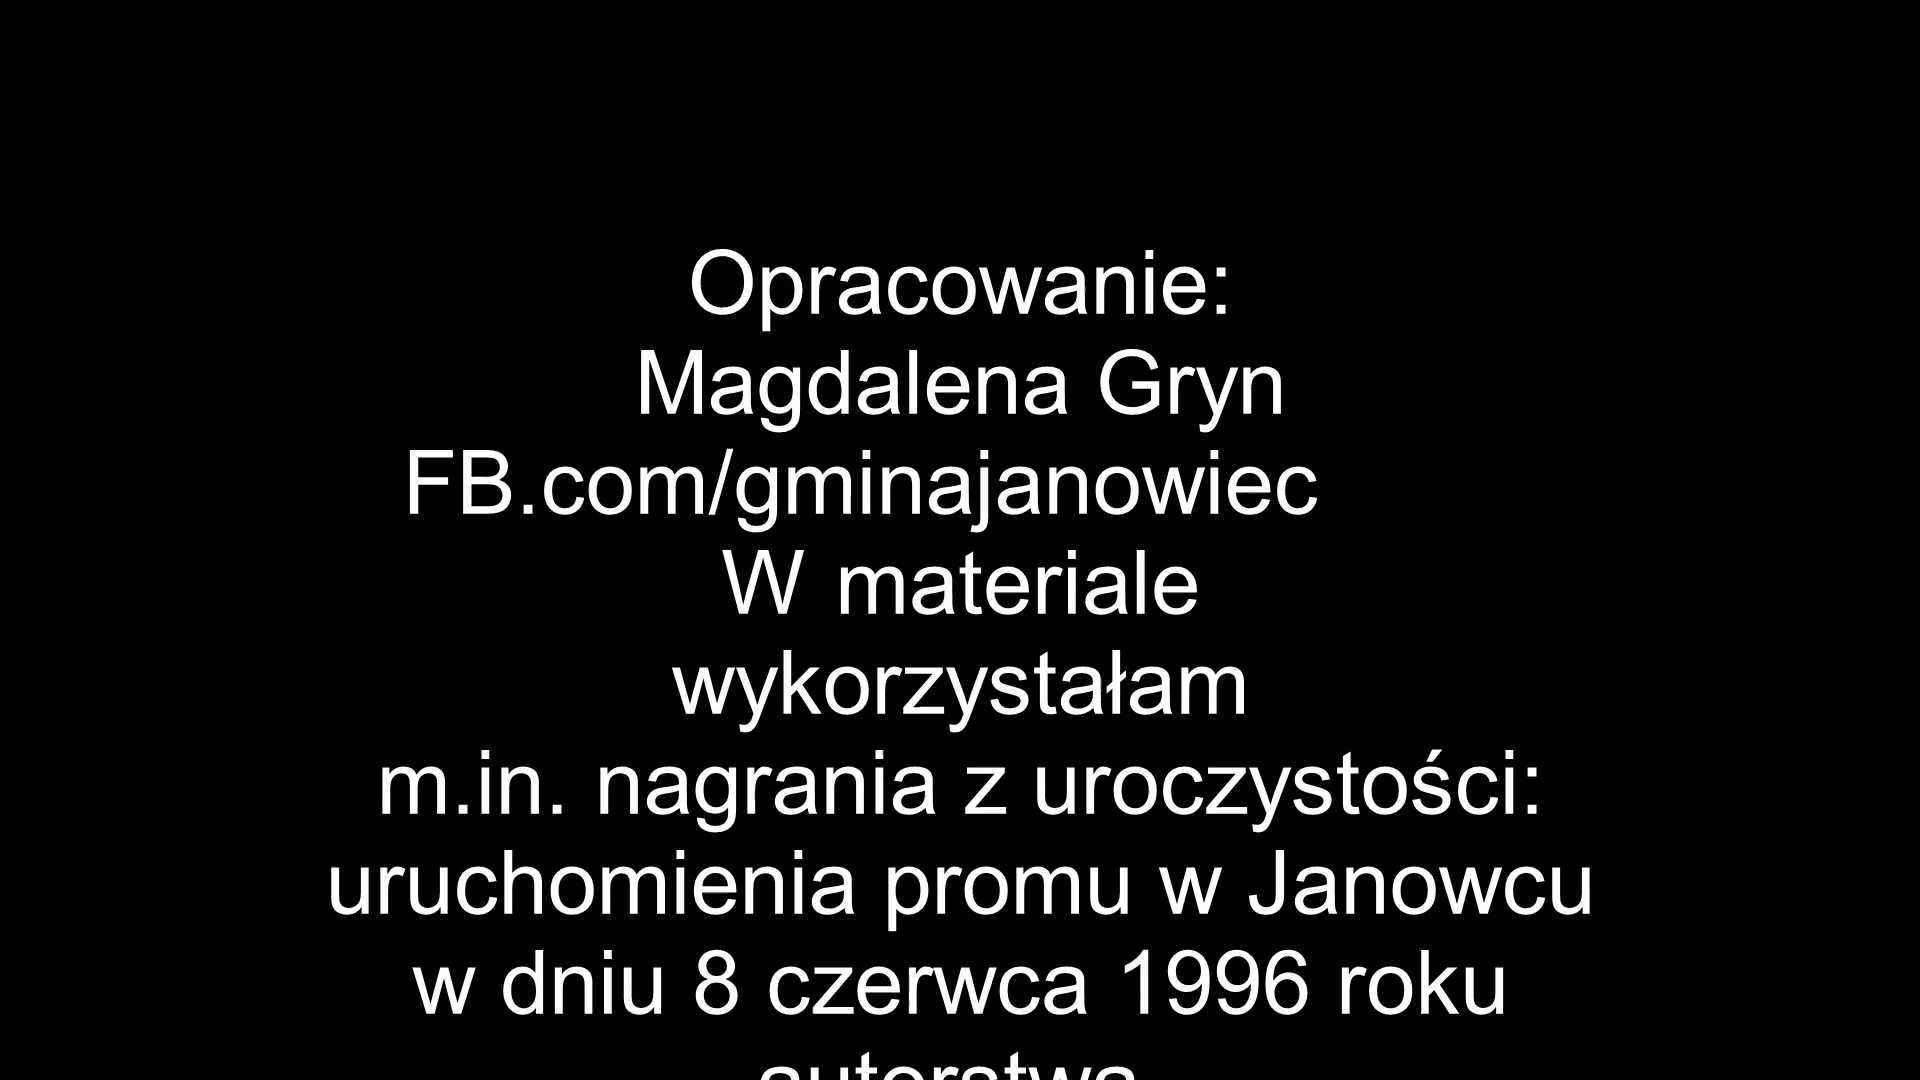 Opracowanie:
Magdalena Gryn
FB.com/gminajanowiec
W materiale
wykorzystałam
m.in. nagrania z uroczystości:
uruchomienia promu w Janowcu
w dniu 8 czerwca 1996 roku
autorstwa